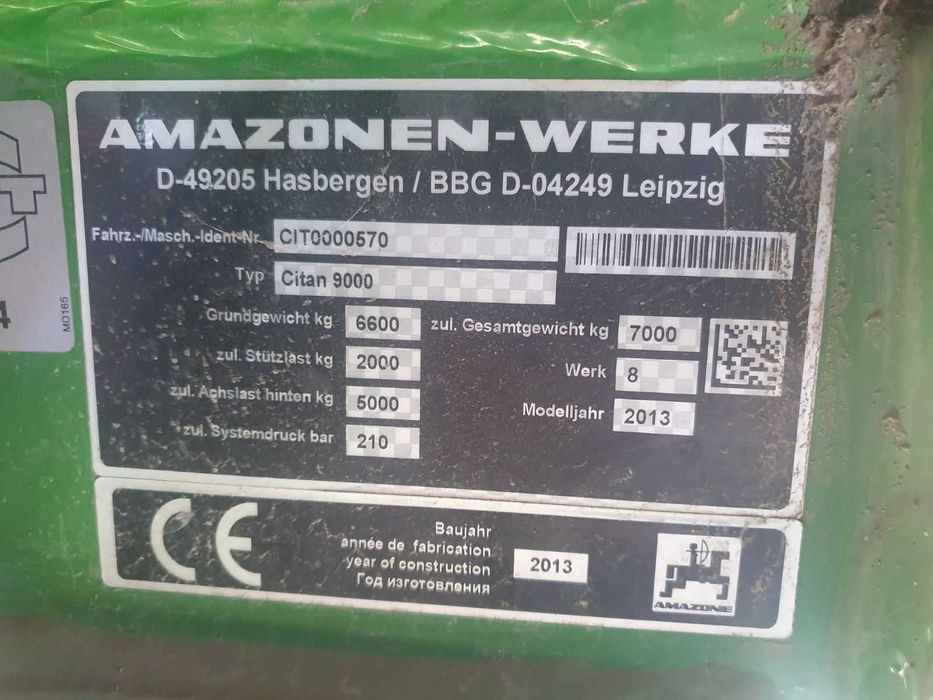 AMAZONEN-WERKE
D-49205 Hasbergen / BBG D-04249 Leipzig
Fahrz.-/Masch.-Ident-Nr. CIT0000570
Typ Citan 9000
Grundgewicht kg 6600 zul. Gesamtgewicht kg 7000
zul. Stützlast kg 2000 Werk 8
zul. Achslast hinten kg 5000 Modelljahr 2013
zul. Systemdruck bar 210
CE
Baujahr
année de fabrication
year of construction 2013
Год изготовления
AMAZONE
4
MD165